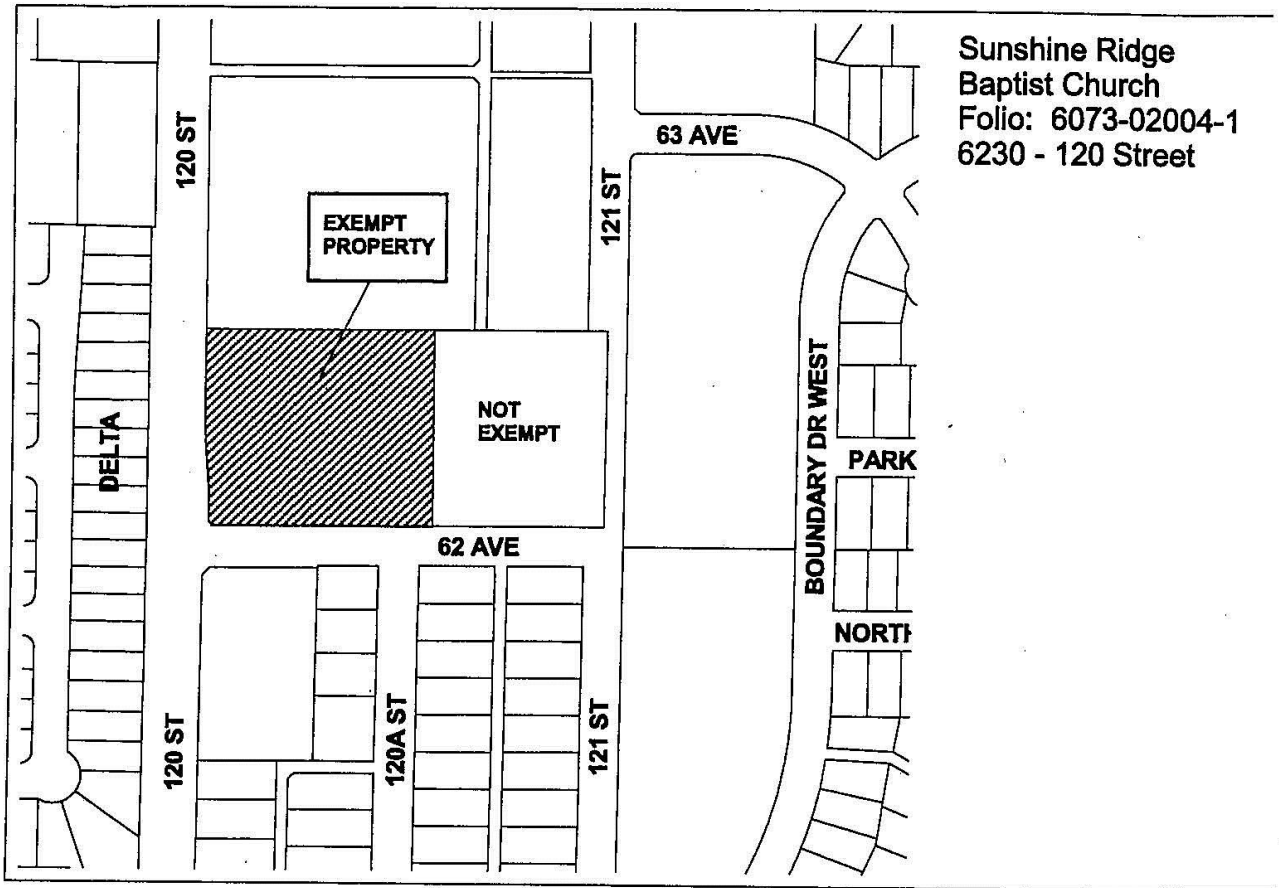 Sunshine Ridge
Baptist Church
Folio: 6073-02004-1
6230 - 120 Street
120 ST
63 AVE
121 ST
EXEMPT
PROPERTY
NOT
EXEMPT
DELTA
BOUNDARY DR WEST
PARK
62 AVE
NORTH
120 ST
120A ST
121 ST